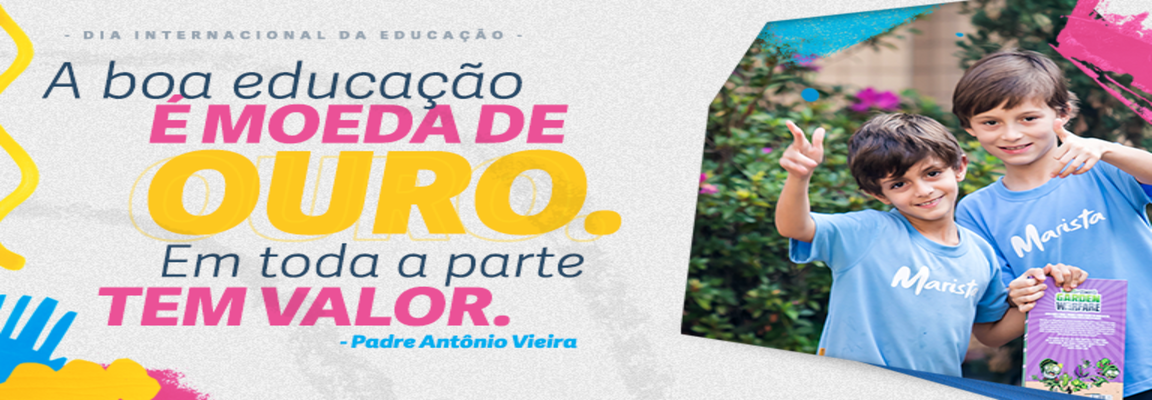 - DIA INTERNACIONAL DA EDUCAÇÃO -
A boa educação
É MOEDA DE
OURO.
Em toda a parte
TEM VALOR.
- Padre Antônio Vieira
Marista
Marista
GARDEN
WARFARE